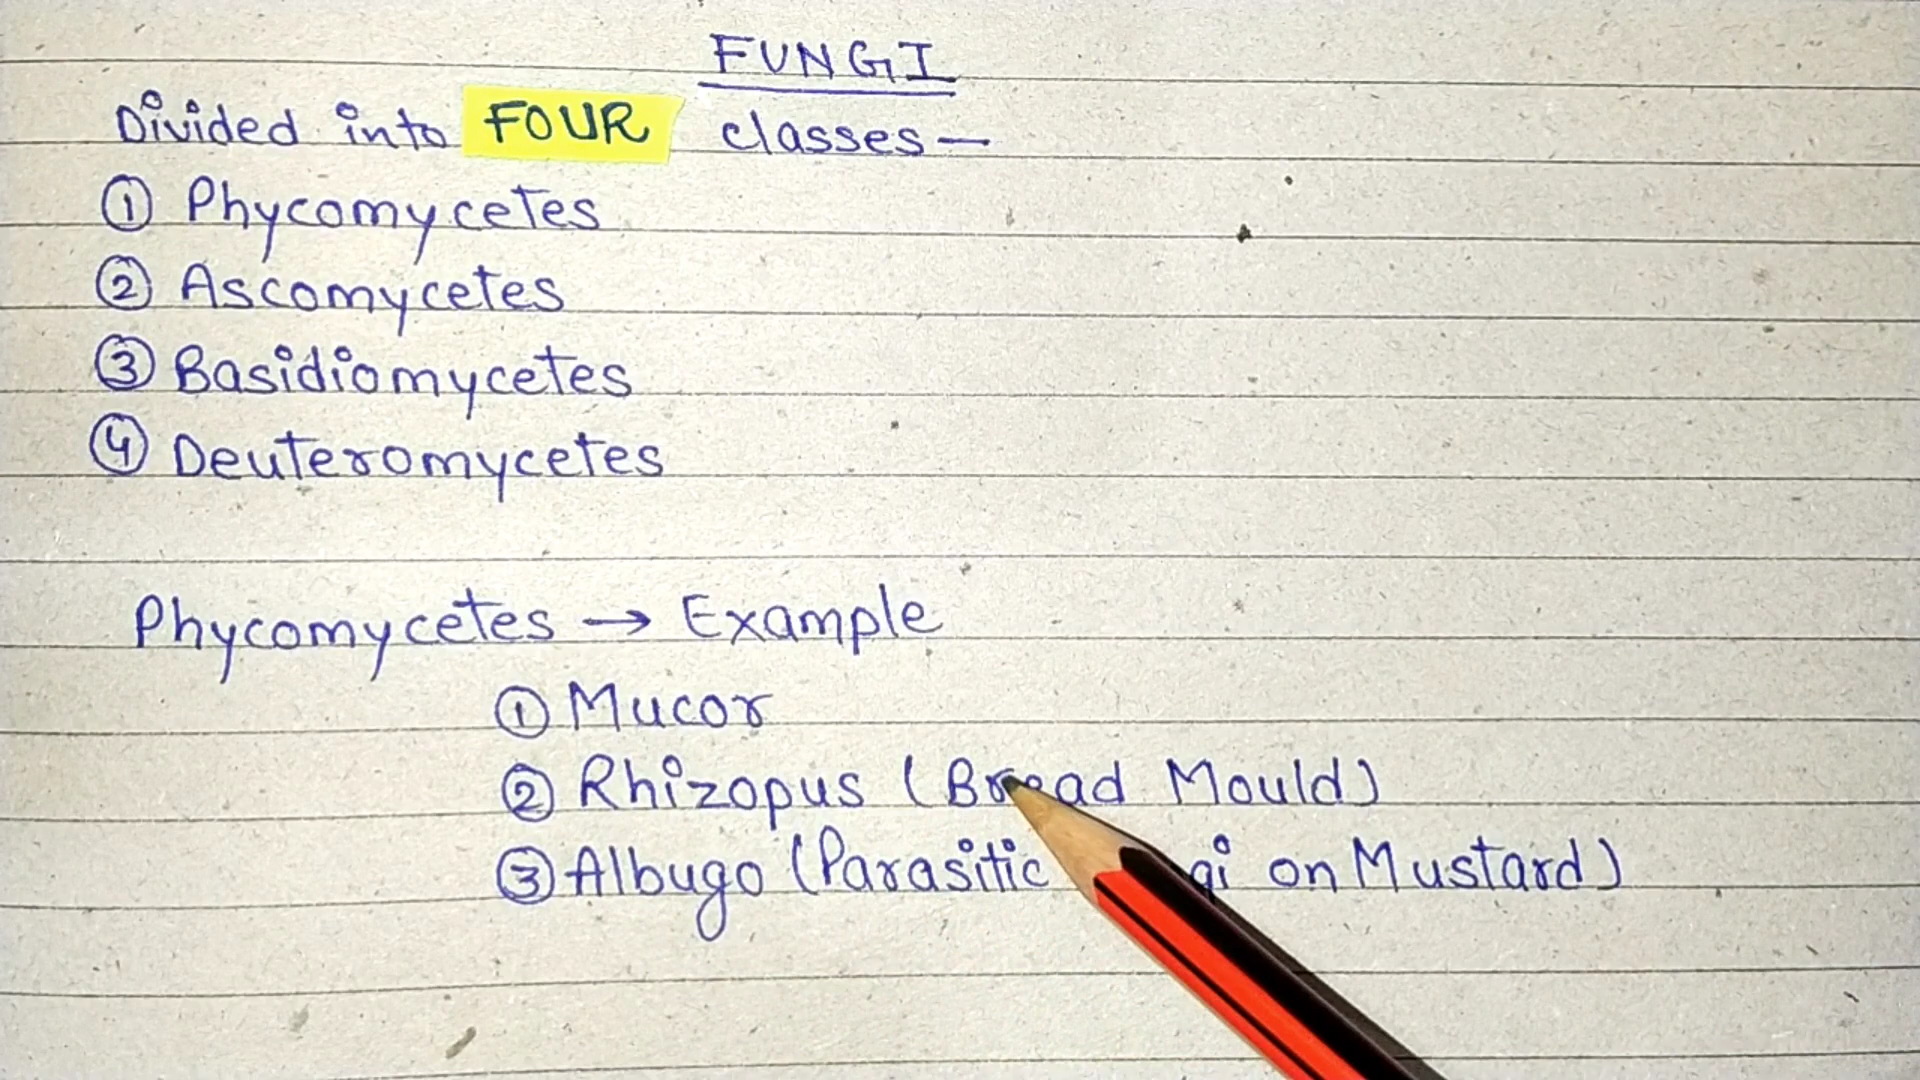 FUNGI
Divided into FOUR classes—
① Phycomycetes
② Ascomycetes
③ Basidiomycetes
④ Deuteromycetes
Phycomycetes → Example
① Mucor
② Rhizopus (Bread Mould)
③ Albugo (Parasitic on Mustard)